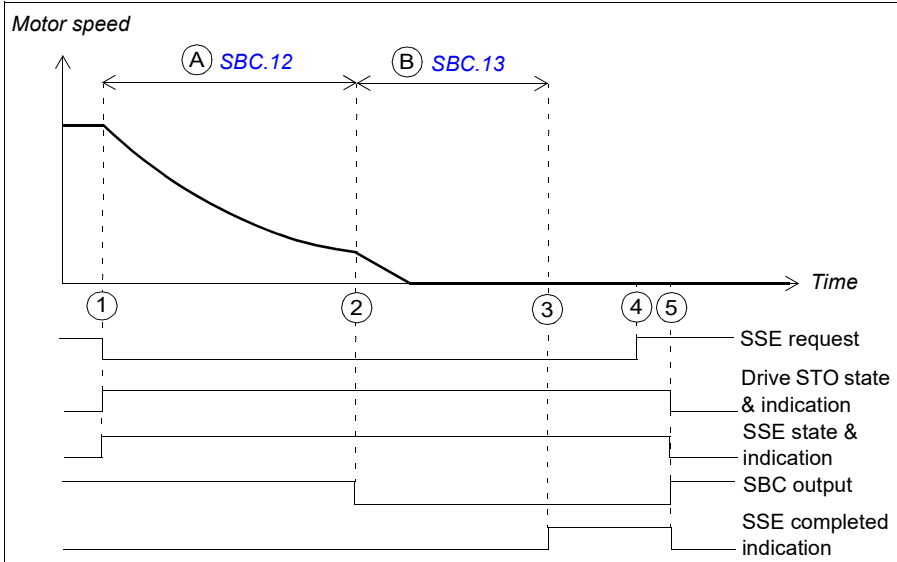 Motor speed
A SBC.12
B SBC.13
Time
1
2
3
4
5
SSE request
Drive STO state
& indication
SSE state &
indication
SBC output
SSE completed
indication